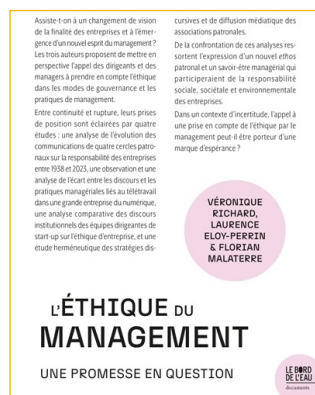 Assiste-t-on à un changement de vision
de la finalité des entreprises et à l'émer-
gence d'un nouvel esprit du management ?
Les trois auteurs proposent de mettre en
perspective l'appel des dirigeants et des
managers à prendre en compte l'éthique
dans les modes de gouvernance et les
pratiques de management.
Entre continuité et rupture, leurs prises
de position sont éclairées par quatre
études : une analyse de l'évolution des
communications de quatre cercles patro-
naux sur la responsabilité des entreprises
entre 1938 et 2023, une observation et une
analyse de l'écart entre les discours et les
pratiques managériales liés au télétravail
dans une grande entreprise du numérique,
une analyse comparative des discours
institutionnels des équipes dirigeantes de
start-up sur l'éthique d'entreprise, et une
étude herméneutique des stratégies dis-
cursives et de diffusion médiatique des
associations patronales.
De la confrontation de ces analyses res-
sortent l'expression d'un nouvel ethos
patronal et un savoir-être managérial qui
participeraient de la responsabilité
sociale, sociétale et environnementale
des entreprises.
Dans un contexte d'incertitude, l'appel à
une prise en compte de l'éthique par le
management peut-il être porteur d'une
marque d'espérance ?
VÉRONIQUE
RICHARD,
LAURENCE
ELOY-PERRIN
& FLORIAN
MALATERRE
L'ÉTHIQUE DU
MANAGEMENT
UNE PROMESSE EN QUESTION
LE BORD
DE L'EAU
documents